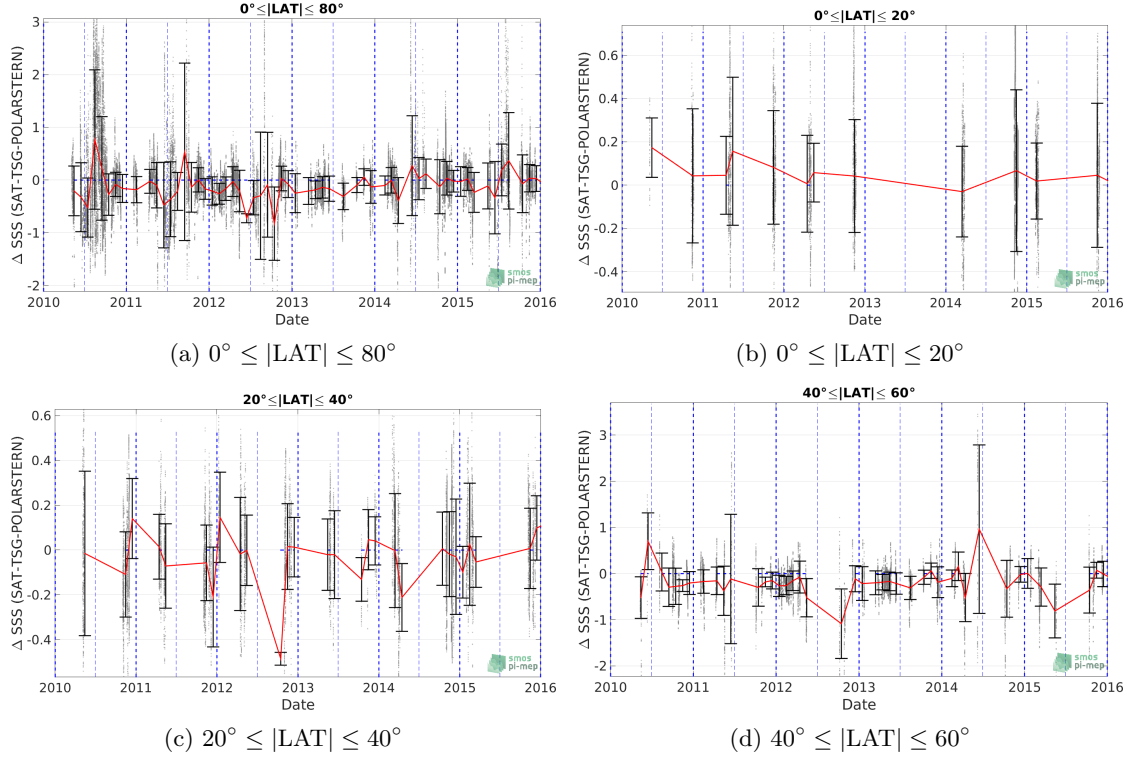 0°≤|LAT|≤ 80°
Δ SSS (SAT-TSG-POLARSTERN)
3
2
1
0
-1
-2
2010 2011 2012 2013 2014 2015 2016
Date
smos
pi-mep
(a) 0° ≤ |LAT| ≤ 80°
0°≤|LAT|≤ 20°
Δ SSS (SAT-TSG-POLARSTERN)
0.6
0.4
0.2
0
-0.2
-0.4
2010 2011 2012 2013 2014 2015 2016
Date
smos
pi-mep
(b) 0° ≤ |LAT| ≤ 20°
20°≤|LAT|≤ 40°
Δ SSS (SAT-TSG-POLARSTERN)
0.6
0.4
0.2
0
-0.2
-0.4
2010 2011 2012 2013 2014 2015 2016
Date
smos
pi-mep
(c) 20° ≤ |LAT| ≤ 40°
40°≤|LAT|≤ 60°
Δ SSS (SAT-TSG-POLARSTERN)
3
2
1
0
-1
-2
2010 2011 2012 2013 2014 2015 2016
Date
smos
pi-mep
(d) 40° ≤ |LAT| ≤ 60°